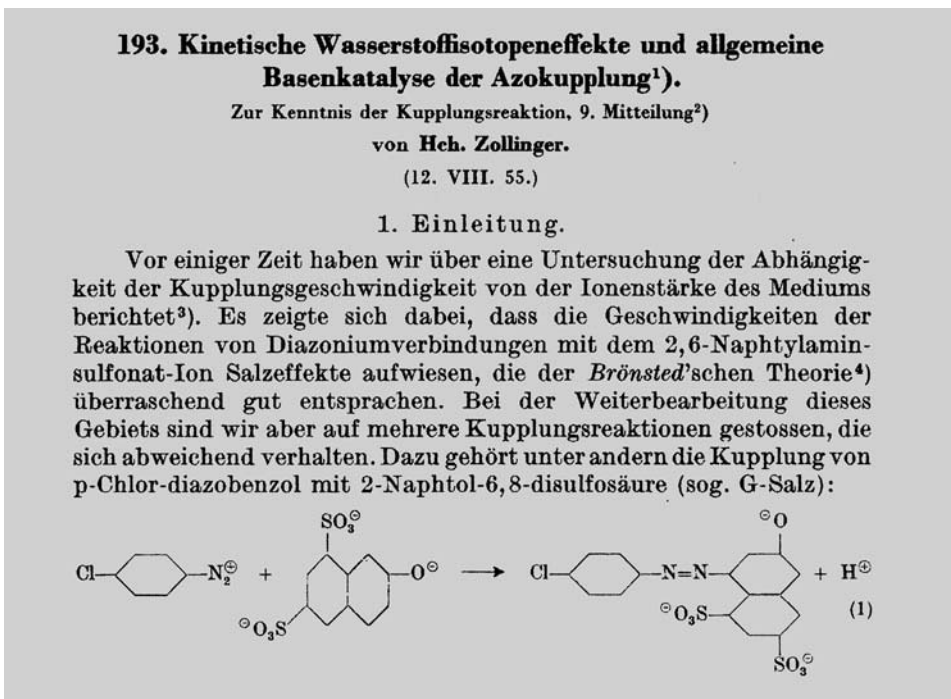 193. Kinetische Wasserstoffisotopeneffekte und allgemeine
Basenkatalyse der Azokupplung¹).
Zur Kenntnis der Kupplungsreaktion, 9. Mitteilung²)
von Hch. Zollinger.
(12. VIII. 55.)
1. Einleitung.
Vor einiger Zeit haben wir über eine Untersuchung der Abhängig-
keit der Kupplungsgeschwindigkeit von der Ionenstärke des Mediums
berichtet³). Es zeigte sich dabei, dass die Geschwindigkeiten der
Reaktionen von Diazoniumverbindungen mit dem 2,6-Naphtylamin-
sulfonat-Ion Salzeffekte aufwiesen, die der Brönsted'schen Theorie⁴)
überraschend gut entsprachen. Bei der Weiterbearbeitung dieses
Gebiets sind wir aber auf mehrere Kupplungsreaktionen gestossen, die
sich abweichend verhalten. Dazu gehört unter andern die Kupplung von
p-Chlor-diazobenzol mit 2-Naphtol-6,8-disulfosäure (sog. G-Salz):
SO₃⊖ ⊖O
Cl N₂⊕ + O⊖ → Cl N=N + H⊕
⊖O₃S ⊖O₃S (1)
SO₃⊖